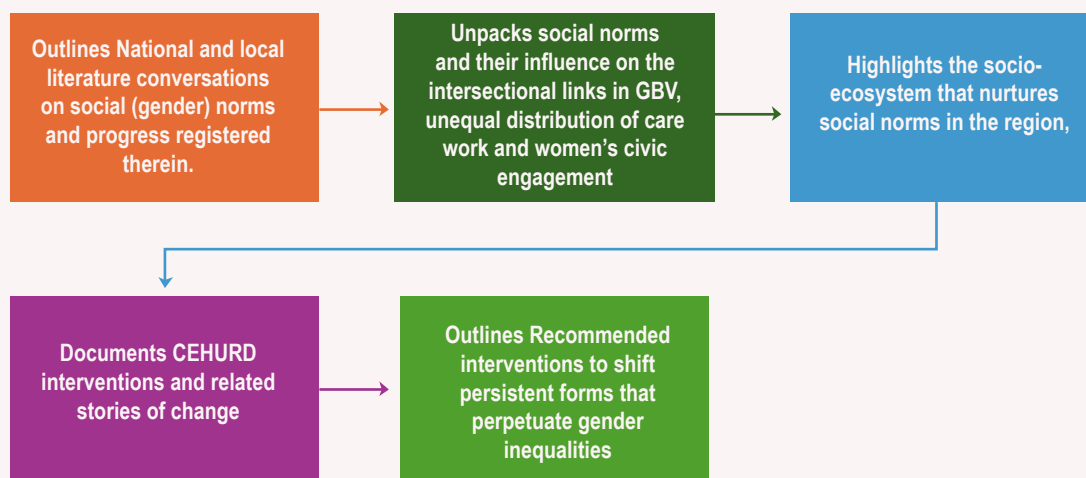 Outlines National and local
literature conversations
on social (gender) norms
and progress registered
therein.
Unpacks social norms
and their influence on the
intersectional links in GBV,
unequal distribution of care
work and women's civic
engagement
Highlights the socio-
ecosystem that nurtures
social norms in the region,
Documents CEHURD
interventions and related
stories of change
Outlines Recommended
interventions to shift
persistent forms that
perpetuate gender
inequalities